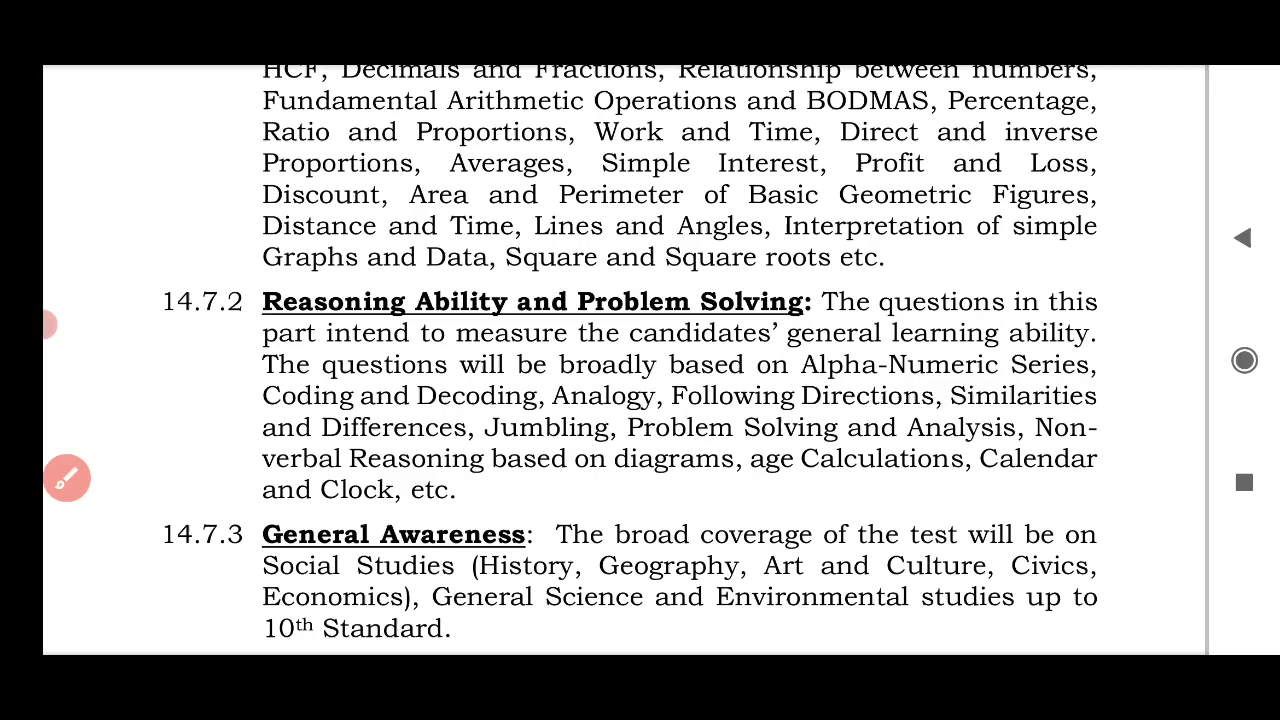 HCF, Decimals and Fractions, Relationship between numbers,
Fundamental Arithmetic Operations and BODMAS, Percentage,
Ratio and Proportions, Work and Time, Direct and inverse
Proportions, Averages, Simple Interest, Profit and Loss,
Discount, Area and Perimeter of Basic Geometric Figures,
Distance and Time, Lines and Angles, Interpretation of simple
Graphs and Data, Square and Square roots etc.
14.7.2 Reasoning Ability and Problem Solving: The questions in this
part intend to measure the candidates’ general learning ability.
The questions will be broadly based on Alpha-Numeric Series,
Coding and Decoding, Analogy, Following Directions, Similarities
and Differences, Jumbling, Problem Solving and Analysis, Non-
verbal Reasoning based on diagrams, age Calculations, Calendar
and Clock, etc.
14.7.3 General Awareness: The broad coverage of the test will be on
Social Studies (History, Geography, Art and Culture, Civics,
Economics), General Science and Environmental studies up to
10th Standard.